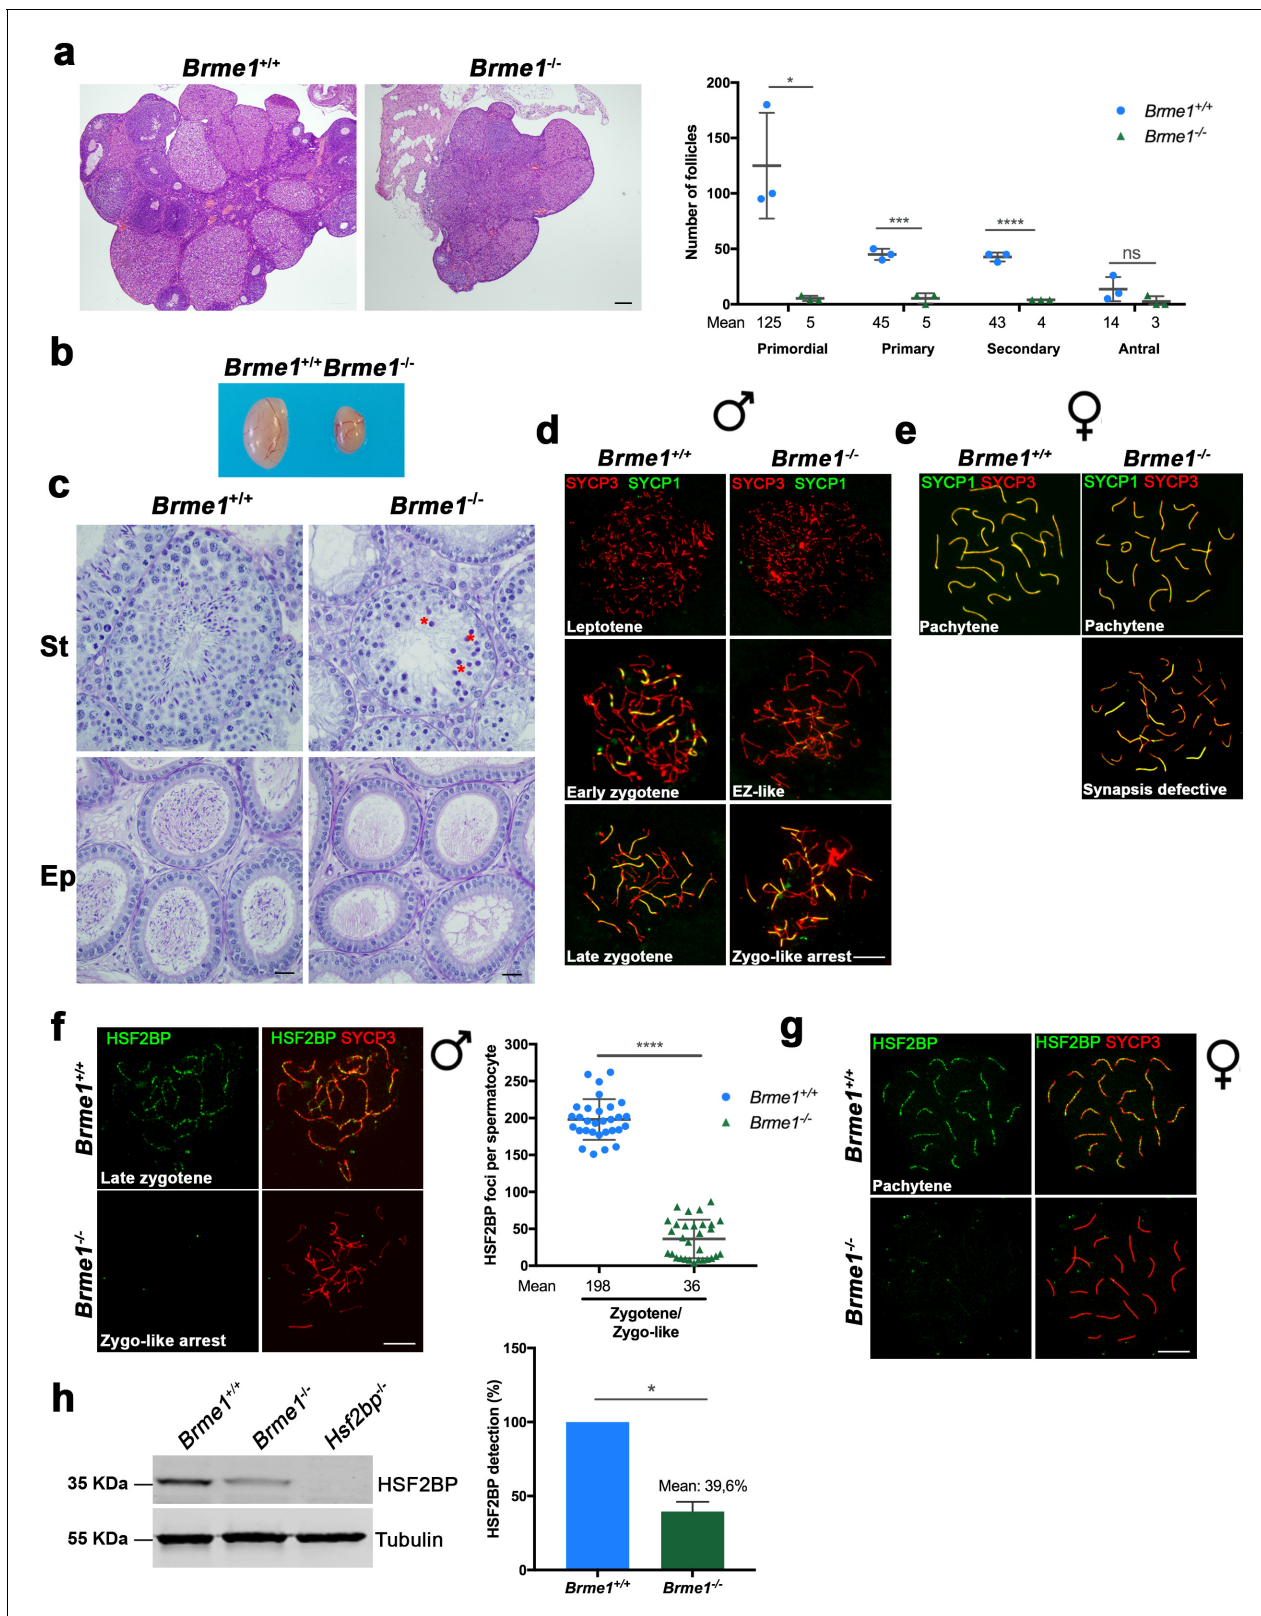 a
Brme1+/+
Brme1-/-
200
150
100
50
0
Number of follicles
*
***
****
ns
Brme1+/+
Brme1-/-
Mean 125 5 45 5 43 4 14 3
Primordial Primary Secondary Antral
b
Brme1+/+ Brme1-/-
c
Brme1+/+
Brme1-/-
St
* * *
Ep
d
♂
Brme1+/+
Brme1-/-
SYCP3 SYCP1
SYCP3 SYCP1
Leptotene
Early zygotene
EZ-like
Late zygotene
Zygo-like arrest
e
♀
Brme1+/+
Brme1-/-
SYCP1 SYCP3
SYCP1 SYCP3
Pachytene
Pachytene
Synapsis defective
f
♂
HSF2BP
HSF2BP SYCP3
Brme1+/+
Late zygotene
Brme1-/-
Zygo-like arrest
300
250
200
150
100
50
0
HSF2BP foci per spermatocyte
****
Brme1+/+
Brme1-/-
Mean 198 36
Zygotene/
Zygo-like
g
♀
HSF2BP
HSF2BP SYCP3
Brme1+/+
Pachytene
Brme1-/-
h
Brme1+/+
Brme1-/-
Hsf2bp-/-
35 KDa
HSF2BP
55 KDa
Tubulin
150
100
50
0
HSF2BP detection (%)
*
Mean: 39,6%
Brme1+/+
Brme1-/-